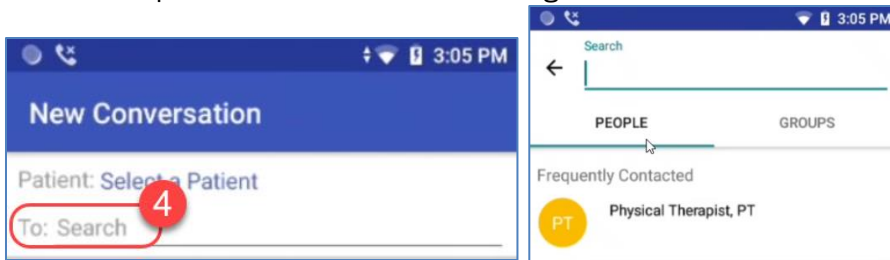 3:05 PM
New Conversation
Patient: Select a Patient
4
To: Search
3:05 PM
Search
PEOPLE GROUPS
Frequently Contacted
PT Physical Therapist, PT